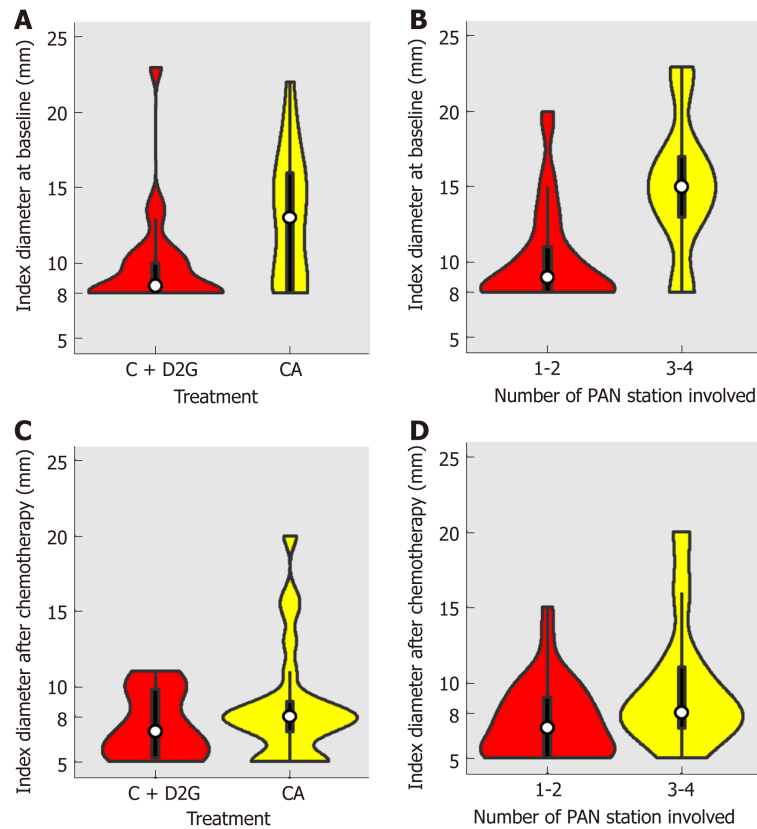 A
Index diameter at baseline (mm)
25
20
15
10
8
5
C + D2G
CA
Treatment
B
Index diameter at baseline (mm)
25
20
15
10
8
5
1-2
3-4
Number of PAN station involved
C
Index diameter after chemotherapy (mm)
25
20
15
10
8
5
C + D2G
CA
Treatment
D
Index diameter after chemotherapy (mm)
25
20
15
10
8
5
1-2
3-4
Number of PAN station involved